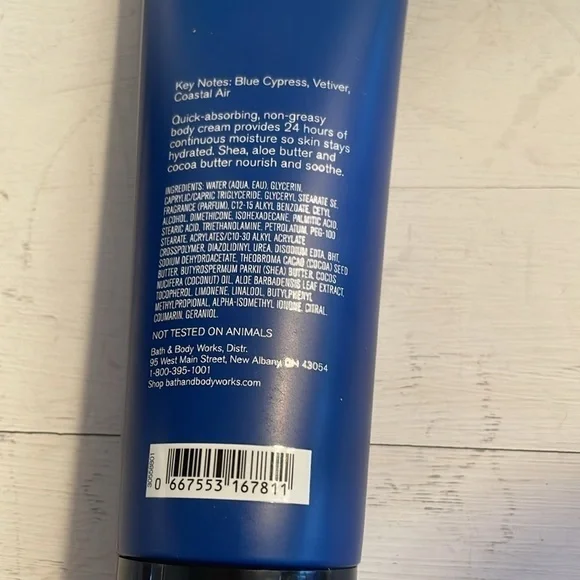 Key Notes: Blue Cypress, Vetiver,
Coastal Air
Quick-absorbing, non-greasy
body cream provides 24 hours of
continuous moisture so skin stays
hydrated. Shea, aloe butter and
cocoa butter nourish and soothe.
INGREDIENTS: WATER (AQUA, EAU), GLYCERIN,
CAPRYLIC/CAPRIC TRIGLYCERIDE, GLYCERYL STEARATE SE,
FRAGRANCE (PARFUM), C12-15 ALKYL BENZOATE, CETYL
ALCOHOL, DIMETHICONE, ISOHEXADECANE, PALMITIC ACID,
STEARIC ACID, TRIETHANOLAMINE, PETROLATUM, PEG-100
STEARATE, ACRYLATES/C10-30 ALKYL ACRYLATE
CROSSPOLYMER, DIAZOLIDINYL UREA, DISODIUM EDTA, BHT,
SODIUM DEHYDROACETATE, THEOBROMA CACAO (COCOA) SEED
BUTTER, BUTYROSPERMUM PARKII (SHEA) BUTTER, COCOS
NUCIFERA (COCONUT) OIL, ALOE BARBADENSIS LEAF EXTRACT,
TOCOPHEROL, LIMONENE, LINALOOL, BUTYLPHENYL
METHYLPROPIONAL, ALPHA-ISOMETHYL IONONE, CITRAL,
COUMARIN, GERANIOL.
NOT TESTED ON ANIMALS
Bath & Body Works, Distr.
95 West Main Street, New Albany, OH 43054
1-800-395-1001
Shop bathandbodyworks.com
0 667553 167811